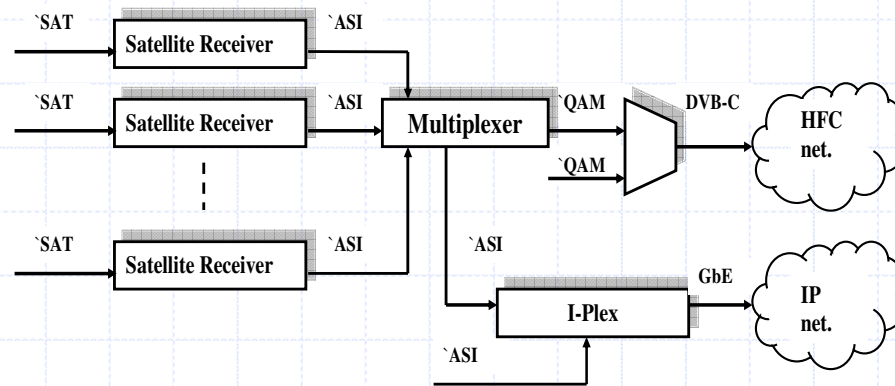 `SAT
`ASI
Satellite Receiver
`SAT
`ASI
Satellite Receiver
Multiplexer
`QAM
DVB-C
HFC
net.
`QAM
`SAT
`ASI
Satellite Receiver
`ASI
GbE
I-Plex
IP
net.
`ASI